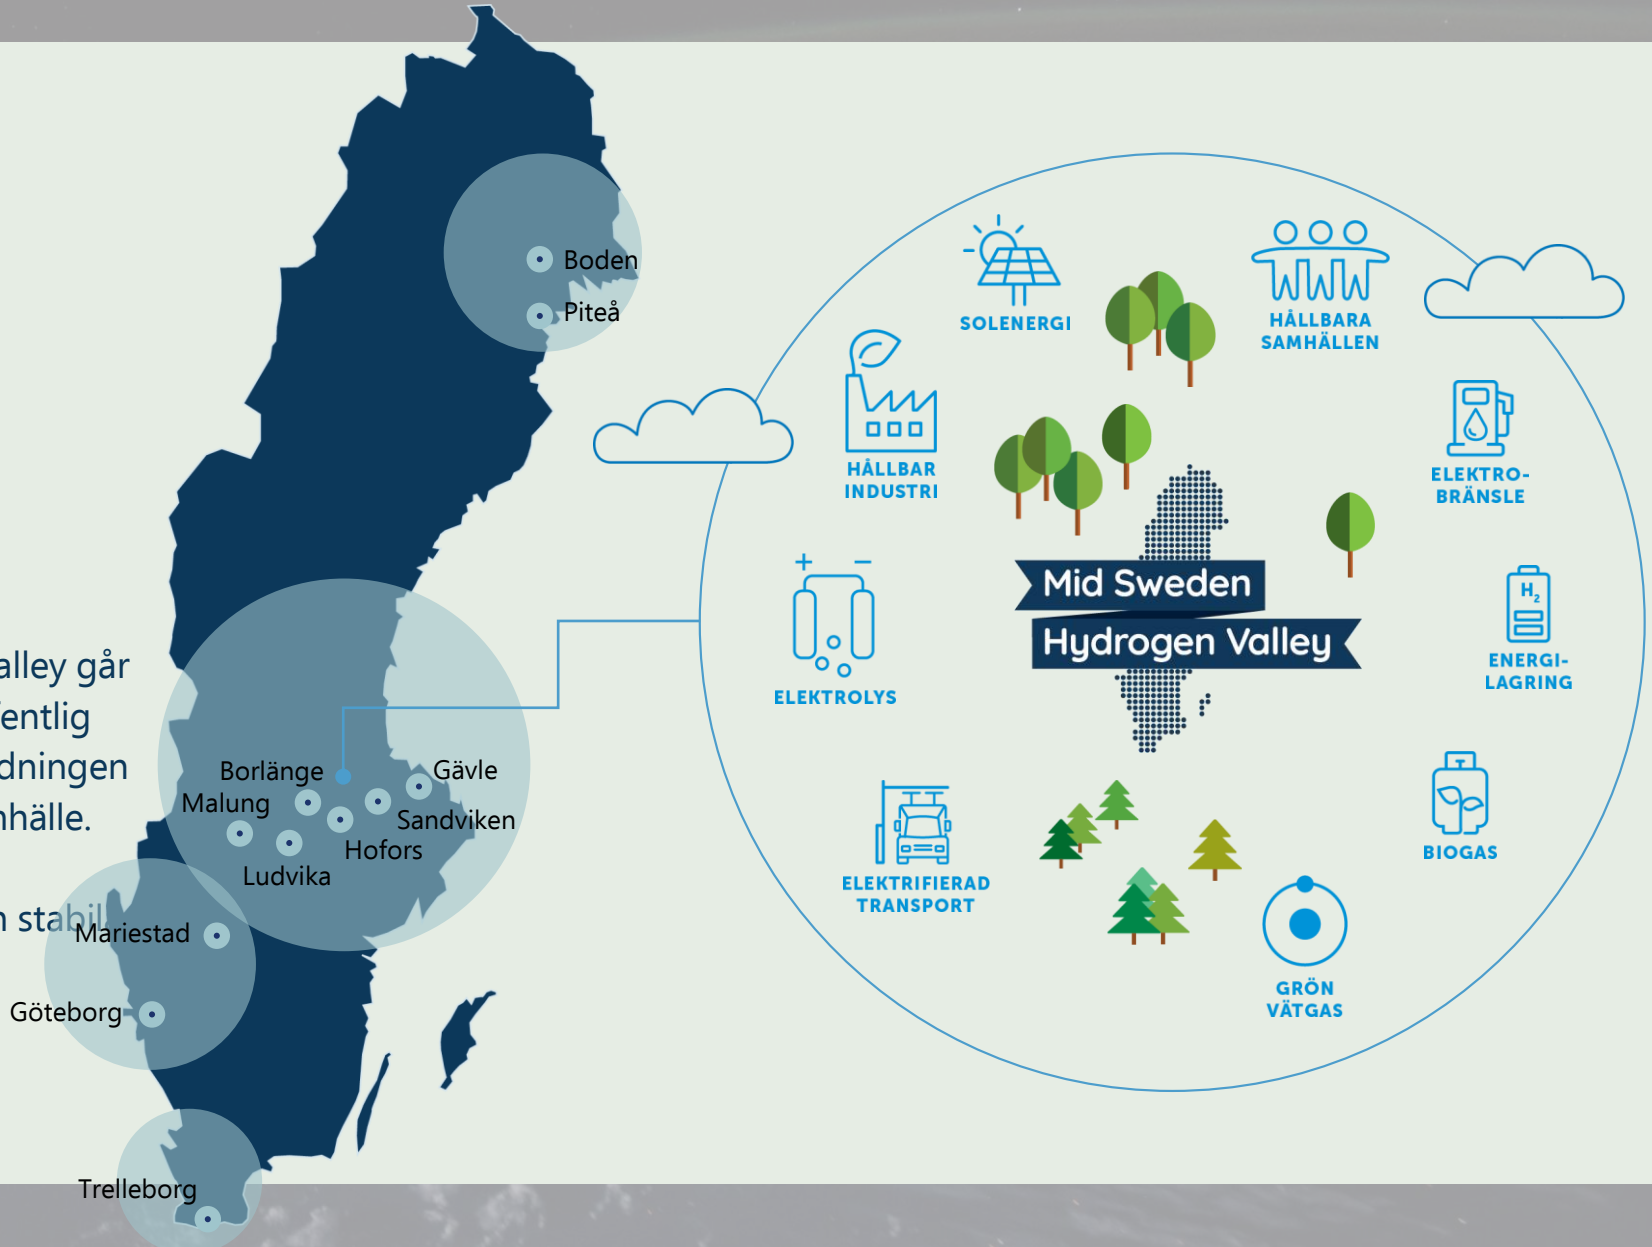 Boden
Piteå
alley går
entlig
dningen
hälle.
stabil
Borlänge
Gävle
Malung
Sandviken
Hofors
Ludvika
Mariestad
Göteborg
Trelleborg
SOLENERGI
HÅLLBARA
SAMHÄLLEN
HÅLLBAR
INDUSTRI
ELEKTRO-
BRÄNSLE
Mid Sweden
Hydrogen Valley
+ −
ELEKTROLYS
H₂
ENERGI-
LAGRING
ELEKTRIFIERAD
TRANSPORT
BIOGAS
GRÖN
VÄTGAS